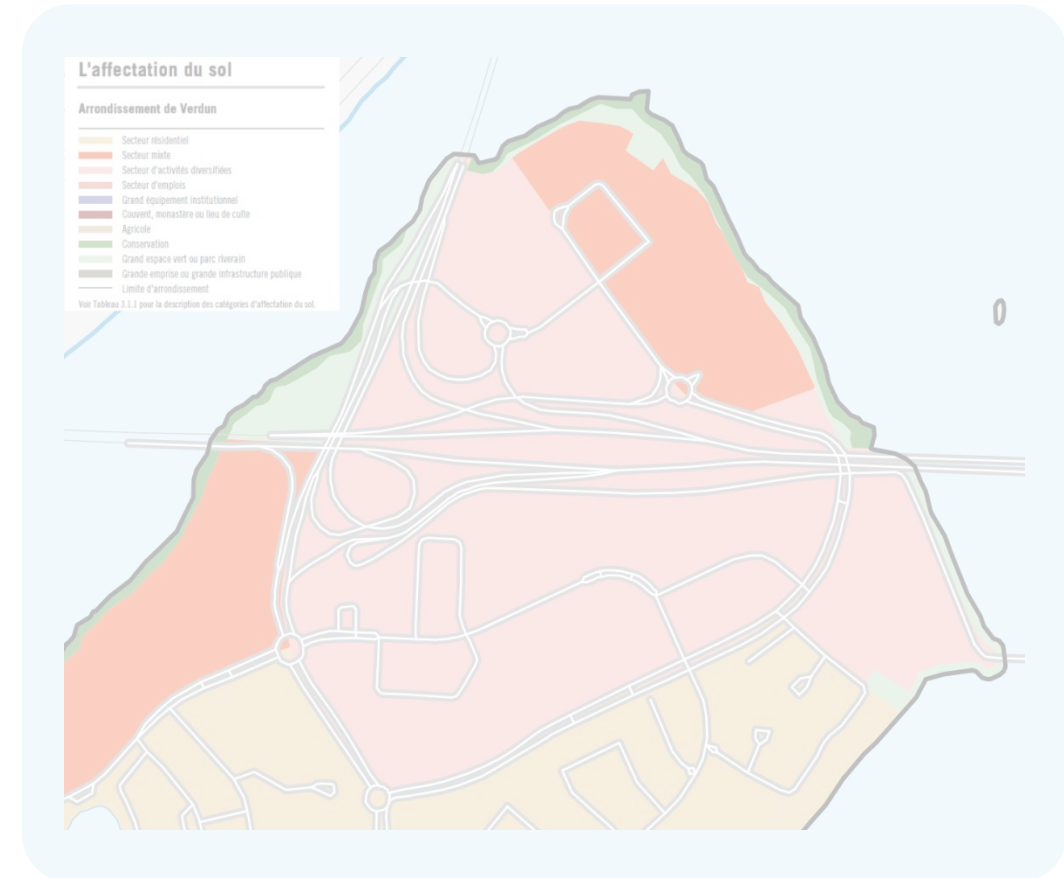 L'affectation du sol
Arrondissement de Verdun
Secteur résidentiel
Secteur mixte
Secteur d'activités diversifiées
Secteur d'emplois
Grand équipement institutionnel
Couvent, monastère ou lieu de culte
Agricole
Conservation
Grand espace vert ou parc riverain
Grande emprise ou grande infrastructure publique
Limite d'arrondissement
Voir Tableau 3.1.1 pour la description des catégories d'affectation du sol.